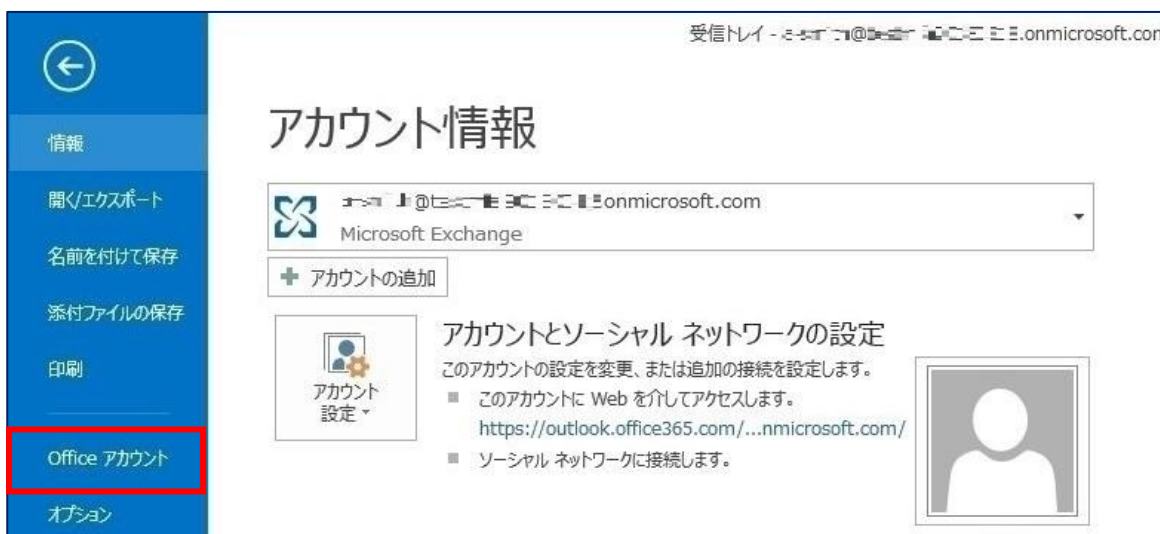 受信トレイ - .onmicrosoft.com
アカウント情報
情報
開く/エクスポート
名前を付けて保存
添付ファイルの保存
印刷
Office アカウント
オプション
onmicrosoft.com
Microsoft Exchange
アカウントの追加
アカウント
設定
アカウントとソーシャル ネットワークの設定
このアカウントの設定を変更、または追加の接続を設定します。
このアカウントに Web を介してアクセスします。
https://outlook.office365.com/...nmicrosoft.com/
ソーシャル ネットワークに接続します。